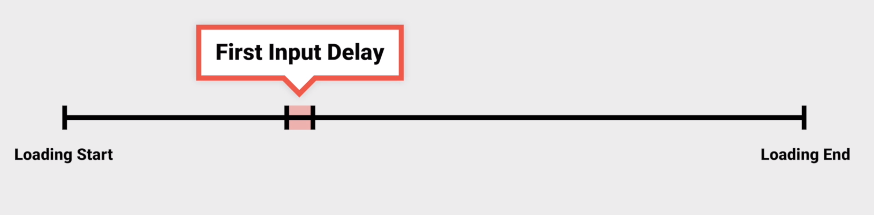 First Input Delay
Loading Start
Loading End